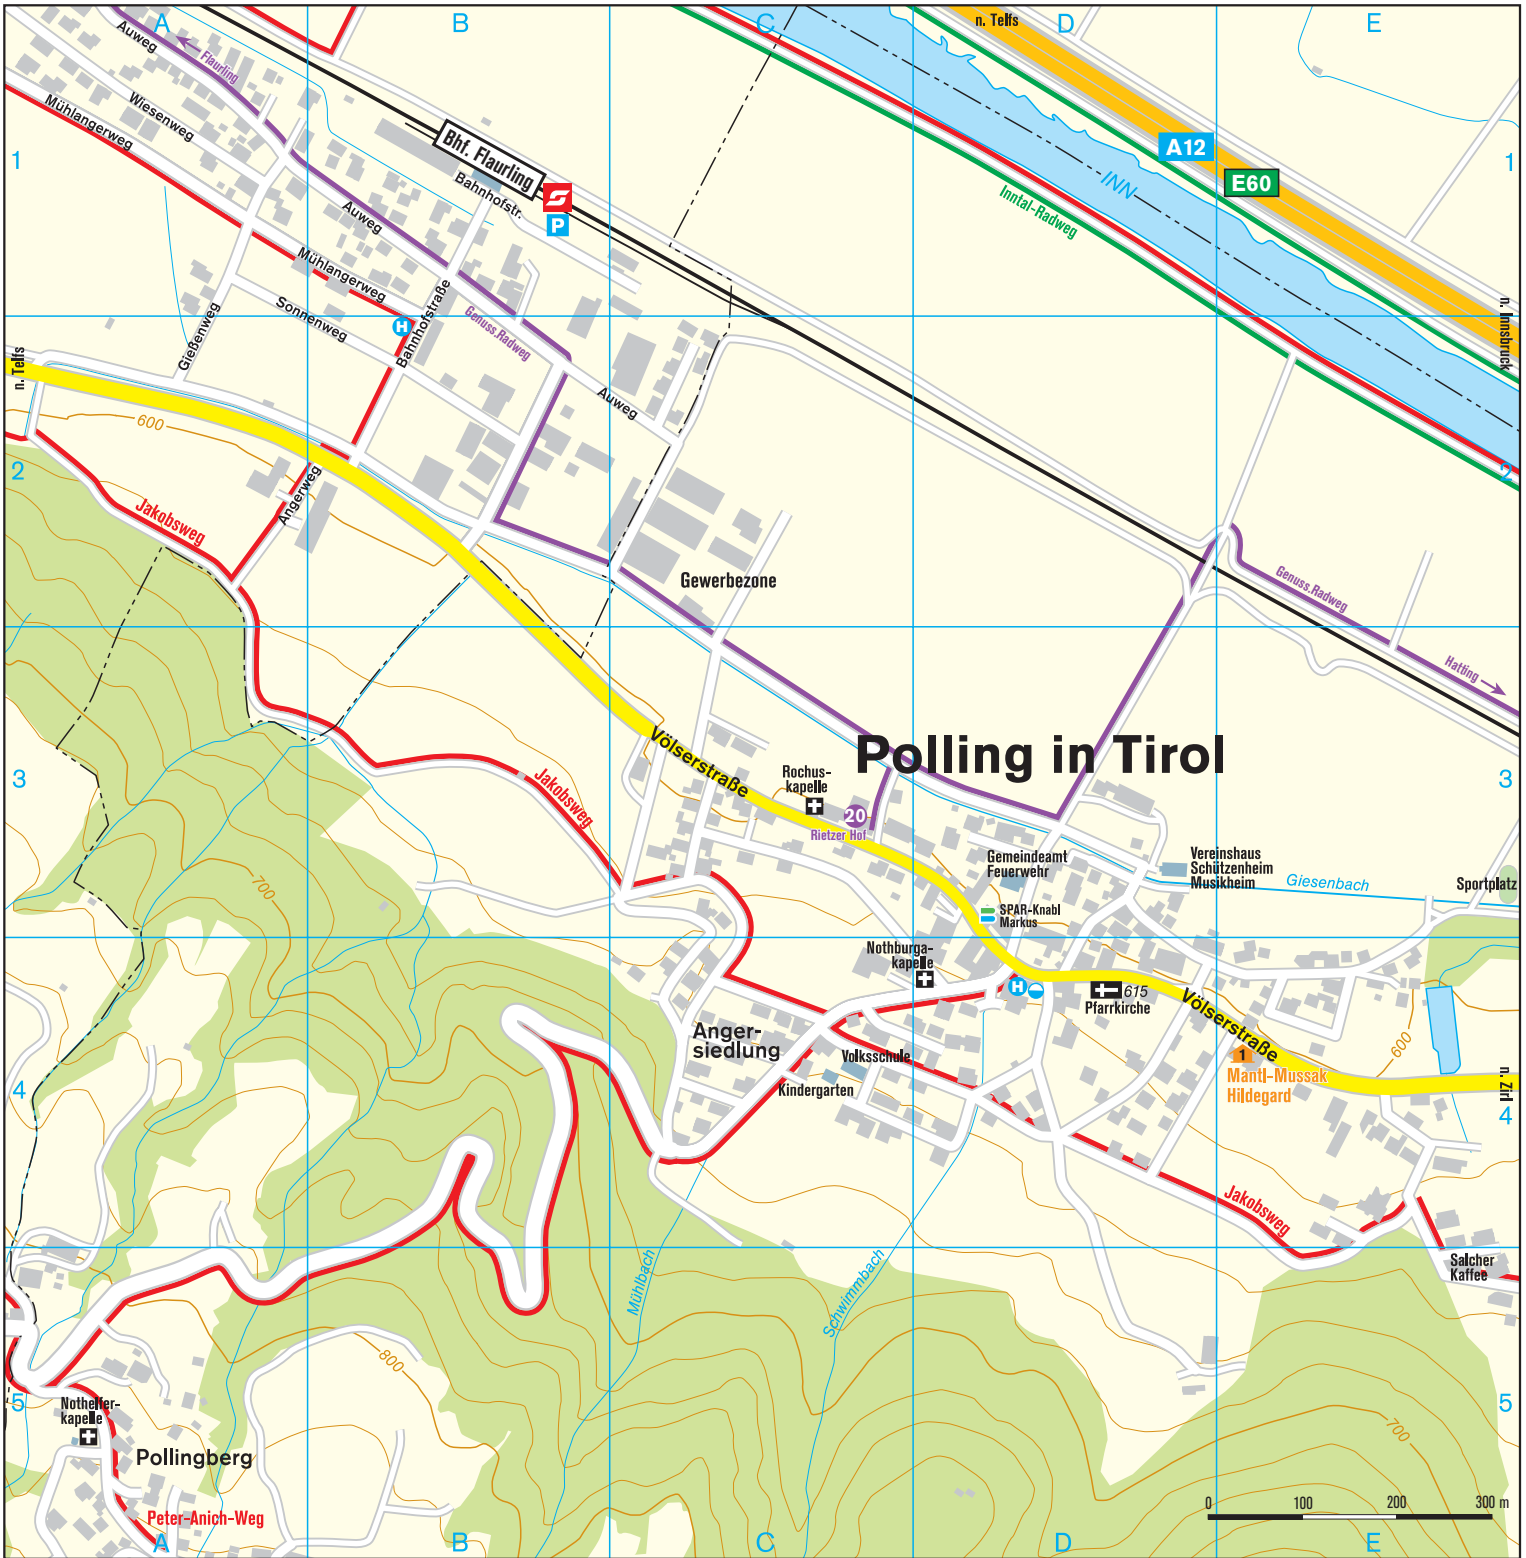 A
B
C
D
E
n. Telfs
Auweg
Flaurling
Wiesenweg
Mühlangerweg
1
Bhf. Flaurling
P
Bahnhofstr.
A12
E60
INN
Inntal-Radweg
1
Auweg
Mühlangerweg
Sonnenweg
Gießenweg
H
Bahnhofstraße
Genuss.Radweg
n. Innsbruck
n. Telfs
600
Auweg
2
Angerweg
Jakobsweg
2
Gewerbezone
Genuss.Radweg
Hatting
Völserstraße
Polling in Tirol
3
3
Jakobsweg
Rochus-
kapelle
20
Rietzer Hof
Gemeindeamt
Feuerwehr
Vereinshaus
Schützenheim
Musikheim
Giesenbach
Sportplatz
700
SPAR-Knabl
Markus
Nothburga-
kapelle
H
615
Pfarrkirche
Völserstraße
600
Anger-
siedlung
Volksschule
Kindergarten
1
Mantl-Mussak
Hildegard
n. Zirl
4
4
Jakobsweg
Salcher
Kaffee
Mühlbach
Schwimmbach
800
700
5
5
Nothelfer-
kapelle
Pollingberg
Peter-Anich-Weg
0
100
200
300 m
A
B
C
D
E